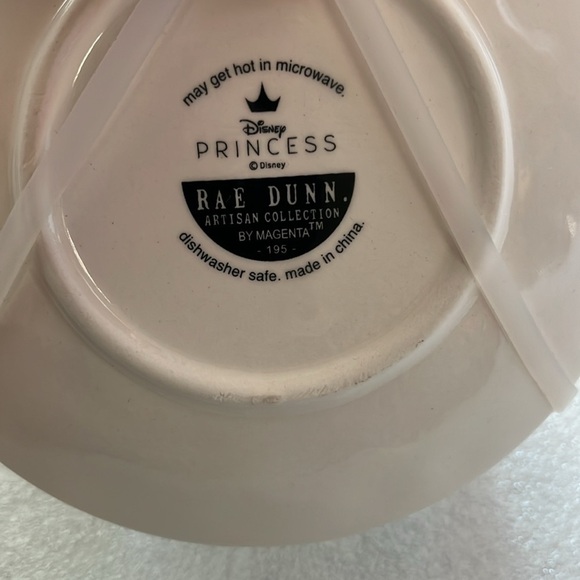 may get hot in microwave.
Disney
PRINCESS
© Disney
RAE DUNN.
ARTISAN COLLECTION
BY MAGENTA™
- 195 -
dishwasher safe. made in china.